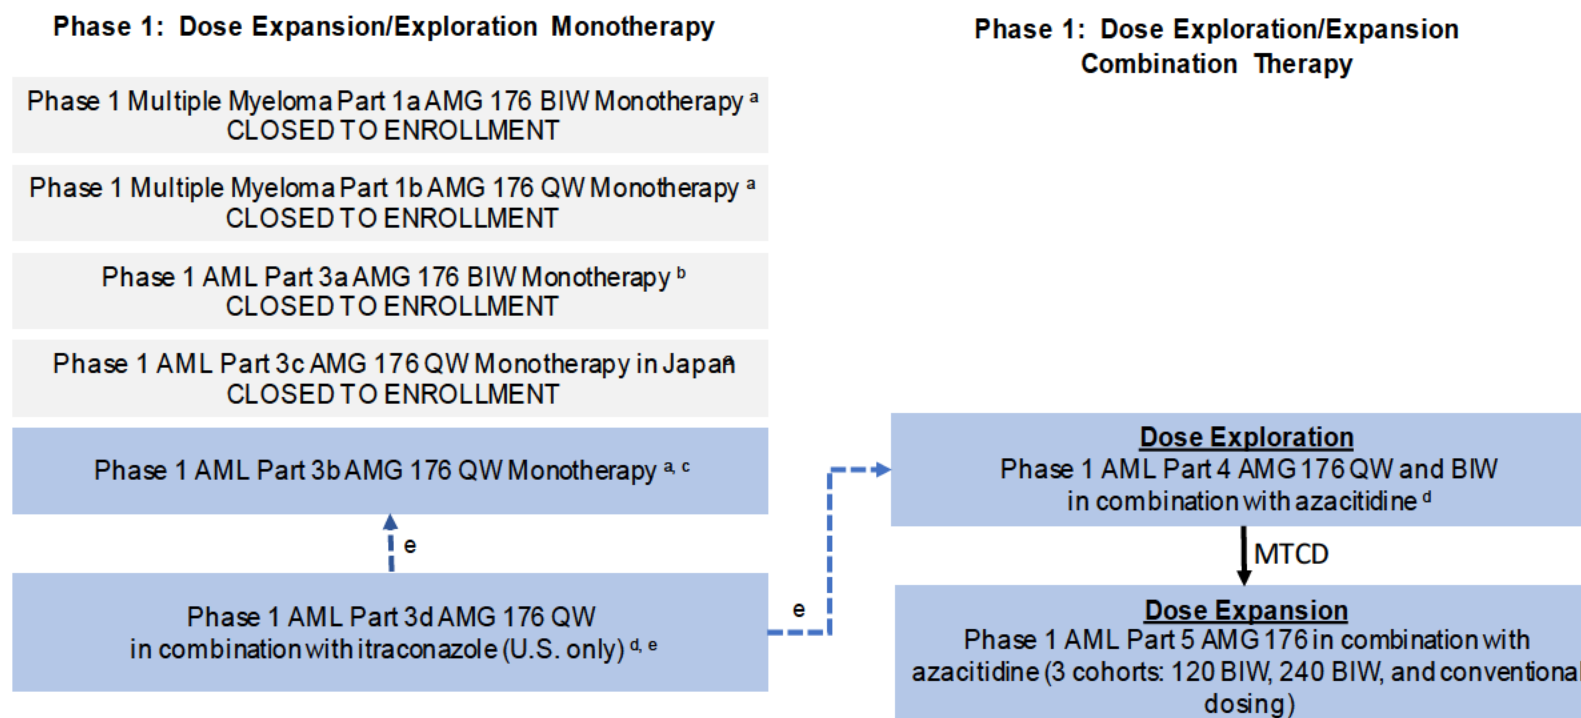 Phase 1: Dose Expansion/Exploration Monotherapy
Phase 1 Multiple Myeloma Part 1a AMG 176 BIW Monotherapy a
CLOSED TO ENROLLMENT
Phase 1 Multiple Myeloma Part 1b AMG 176 QW Monotherapy a
CLOSED TO ENROLLMENT
Phase 1 AML Part 3a AMG 176 BIW Monotherapy b
CLOSED TO ENROLLMENT
Phase 1 AML Part 3c AMG 176 QW Monotherapy in Japan
CLOSED TO ENROLLMENT
Phase 1 AML Part 3b AMG 176 QW Monotherapy a, c
e
Phase 1 AML Part 3d AMG 176 QW
in combination with itraconazole (U.S. only) d, e
e
Phase 1: Dose Exploration/Expansion
Combination Therapy
Dose Exploration
Phase 1 AML Part 4 AMG 176 QW and BIW
in combination with azacitidine d
MTCD
Dose Expansion
Phase 1 AML Part 5 AMG 176 in combination with
azacitidine (3 cohorts: 120 BIW, 240 BIW, and conventional
dosing)